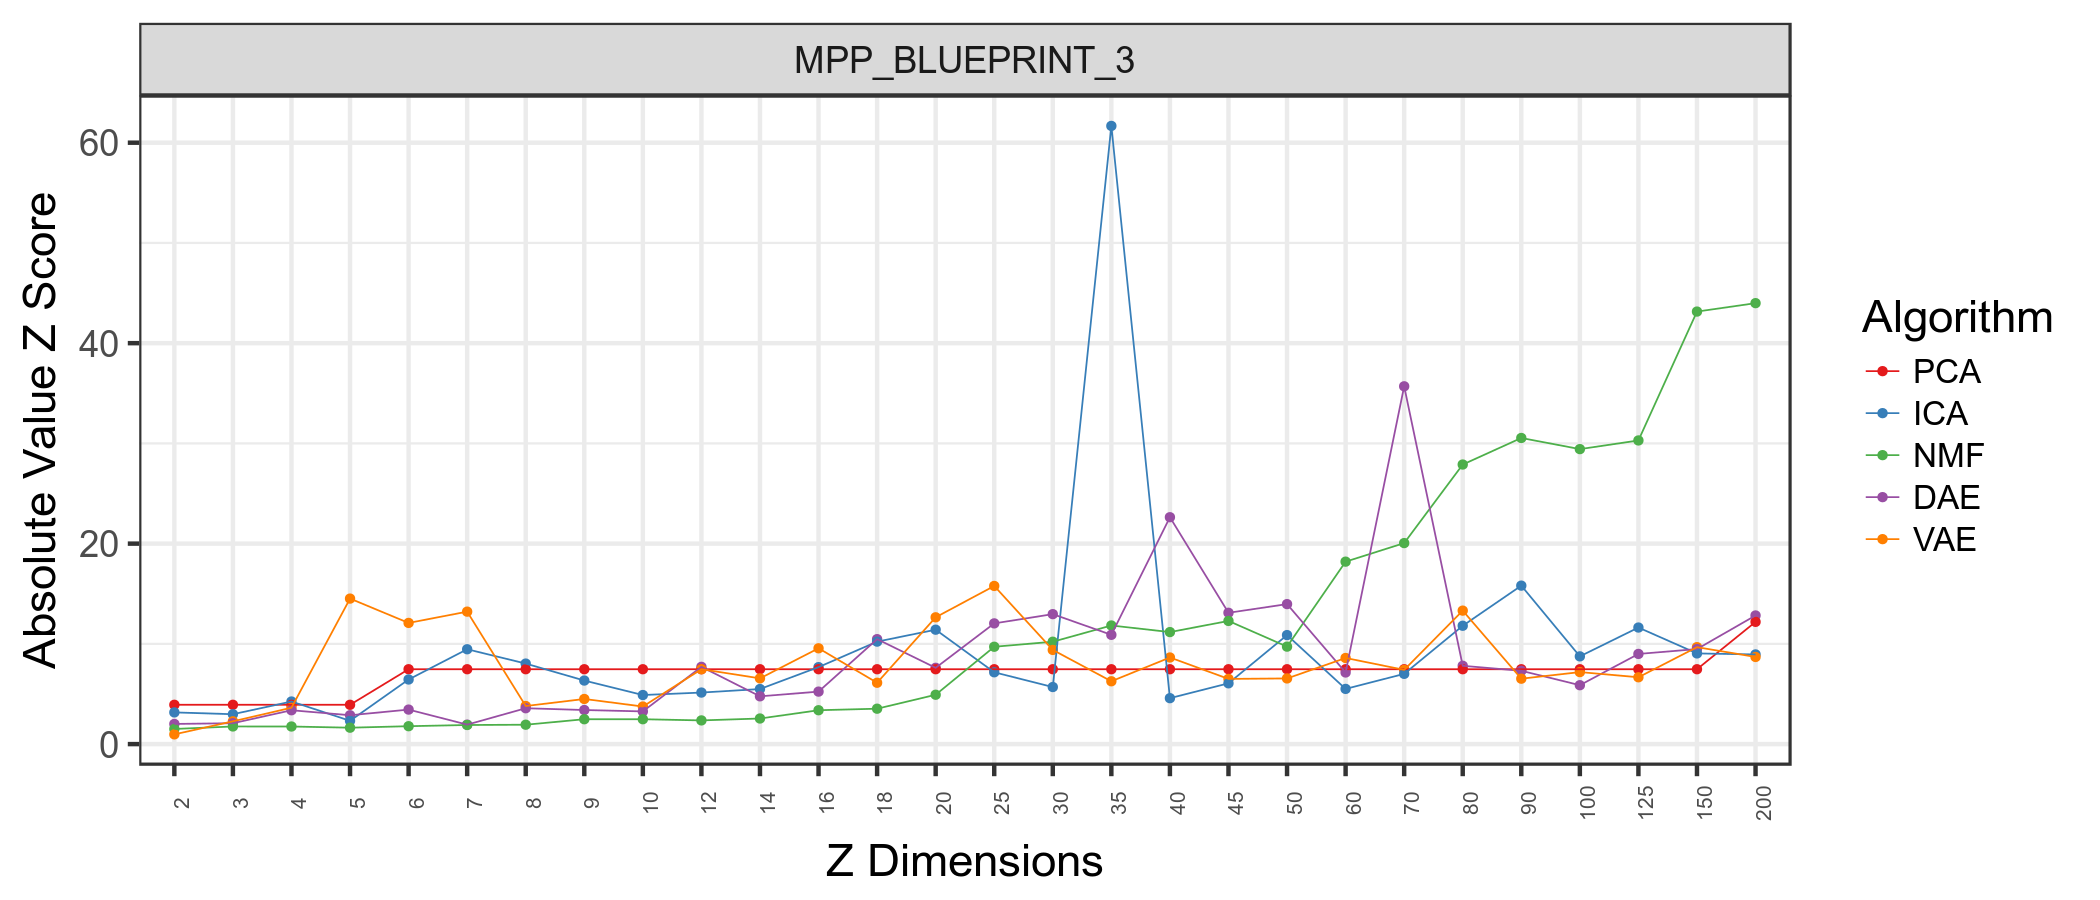 MPP_BLUEPRINT_3
Absolute Value Z Score
60
40
20
0
2 3 4 5 6 7 8 9 10 12 14 16 18 20 25 30 35 40 45 50 60 70 80 90 100 125 150 200
Z Dimensions
Algorithm
PCA
ICA
NMF
DAE
VAE